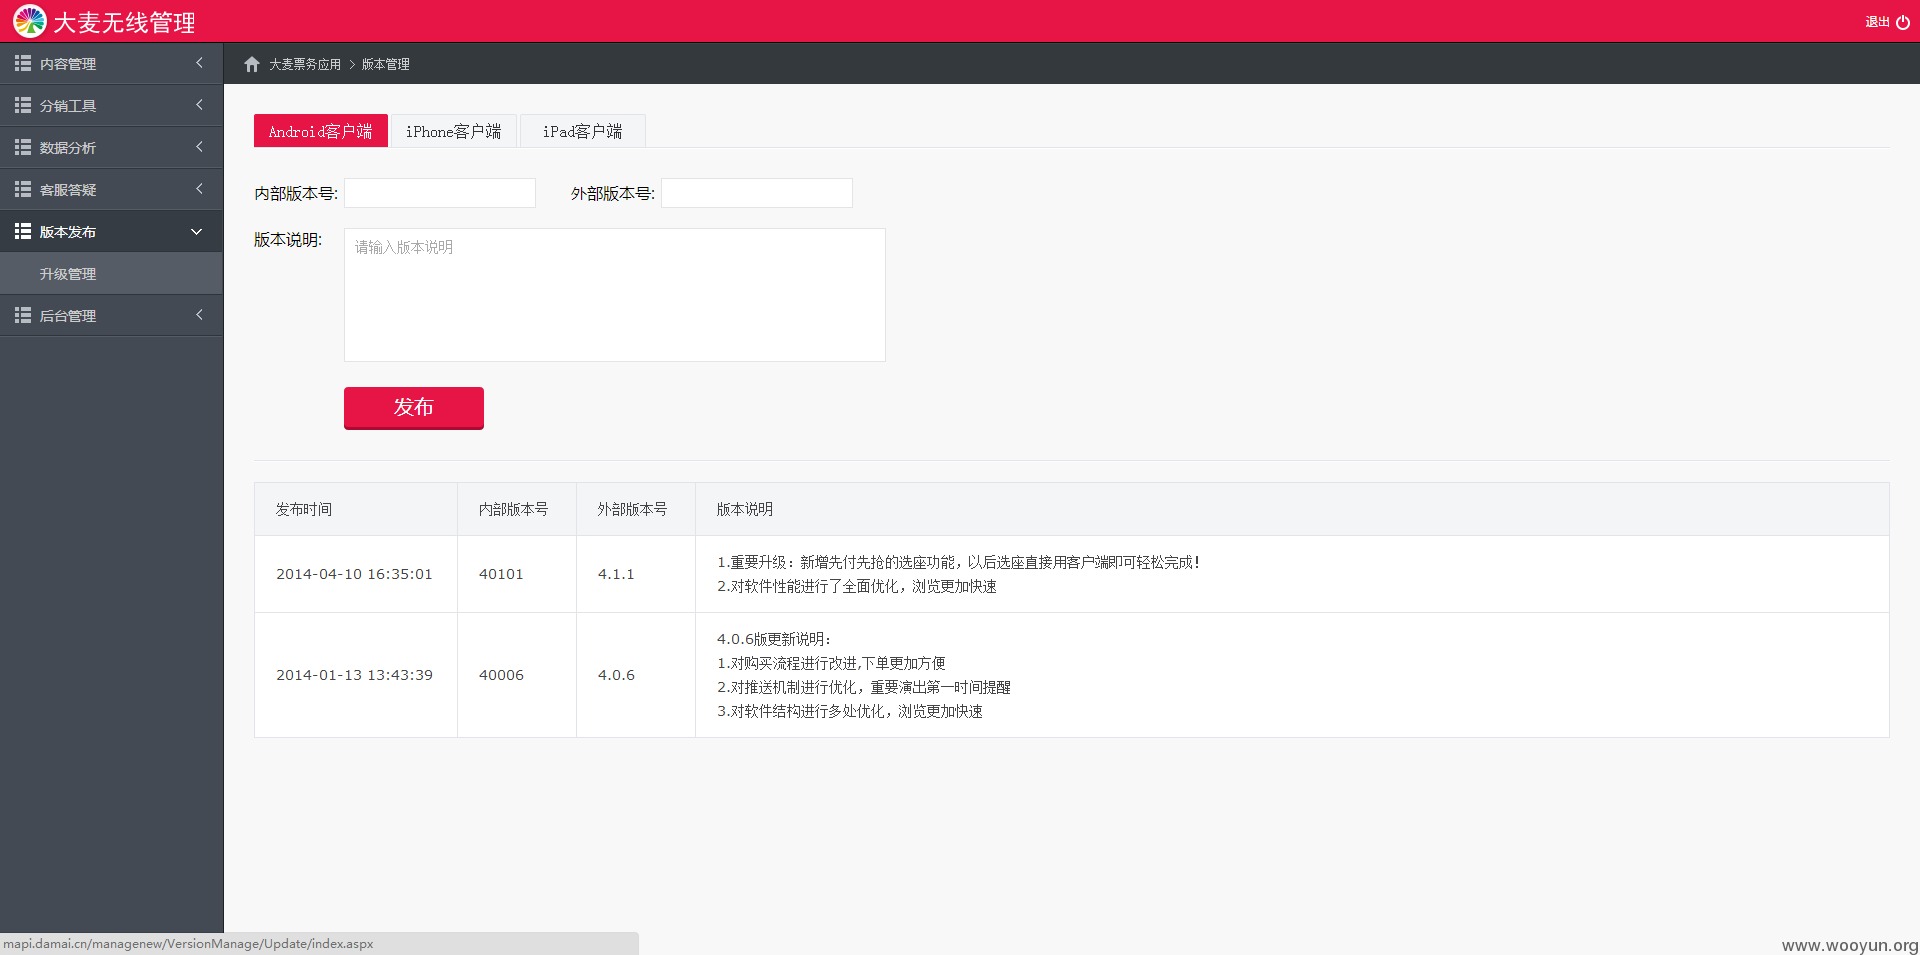 大麦无线管理
退出
内容管理
分销工具
数据分析
客服答疑
版本发布
升级管理
后台管理
大麦票务应用 > 版本管理
Android客户端 iPhone客户端 iPad客户端
内部版本号: 外部版本号:
版本说明: 请输入版本说明
发布
发布时间 内部版本号 外部版本号 版本说明
2014-04-10 16:35:01 40101 4.1.1
1.重要升级：新增先付先抢的选座功能，以后选座直接用客户端即可轻松完成！
2.对软件性能进行了全面优化，浏览更加快速
2014-01-13 13:43:39 40006 4.0.6
4.0.6版更新说明：
1.对购买流程进行改进,下单更加方便
2.对推送机制进行优化，重要演出第一时间提醒
3.对软件结构进行多处优化，浏览更加快速
mapi.damai.cn/managenew/VersionManage/Update/index.aspx
www.wooyun.org